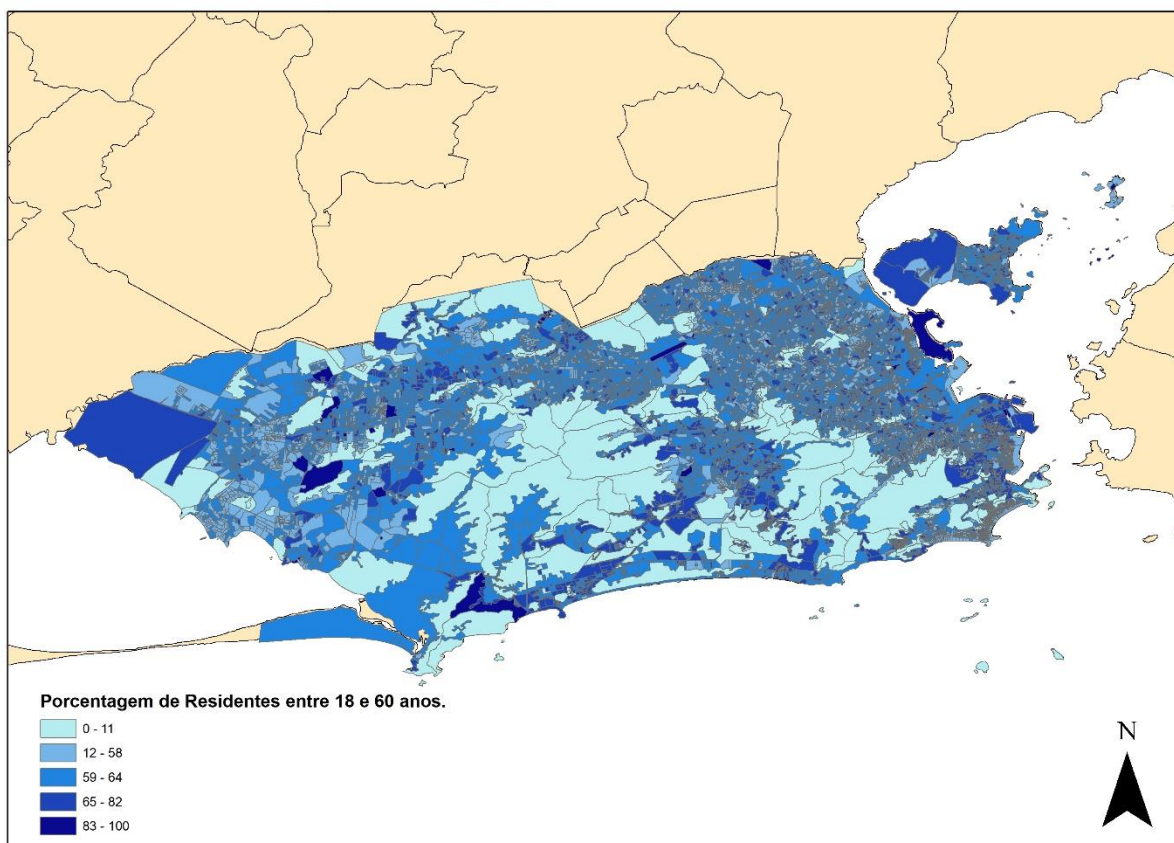 Porcentagem de Residentes entre 18 e 60 anos.
0 - 11
12 - 58
59 - 64
65 - 82
83 - 100
N